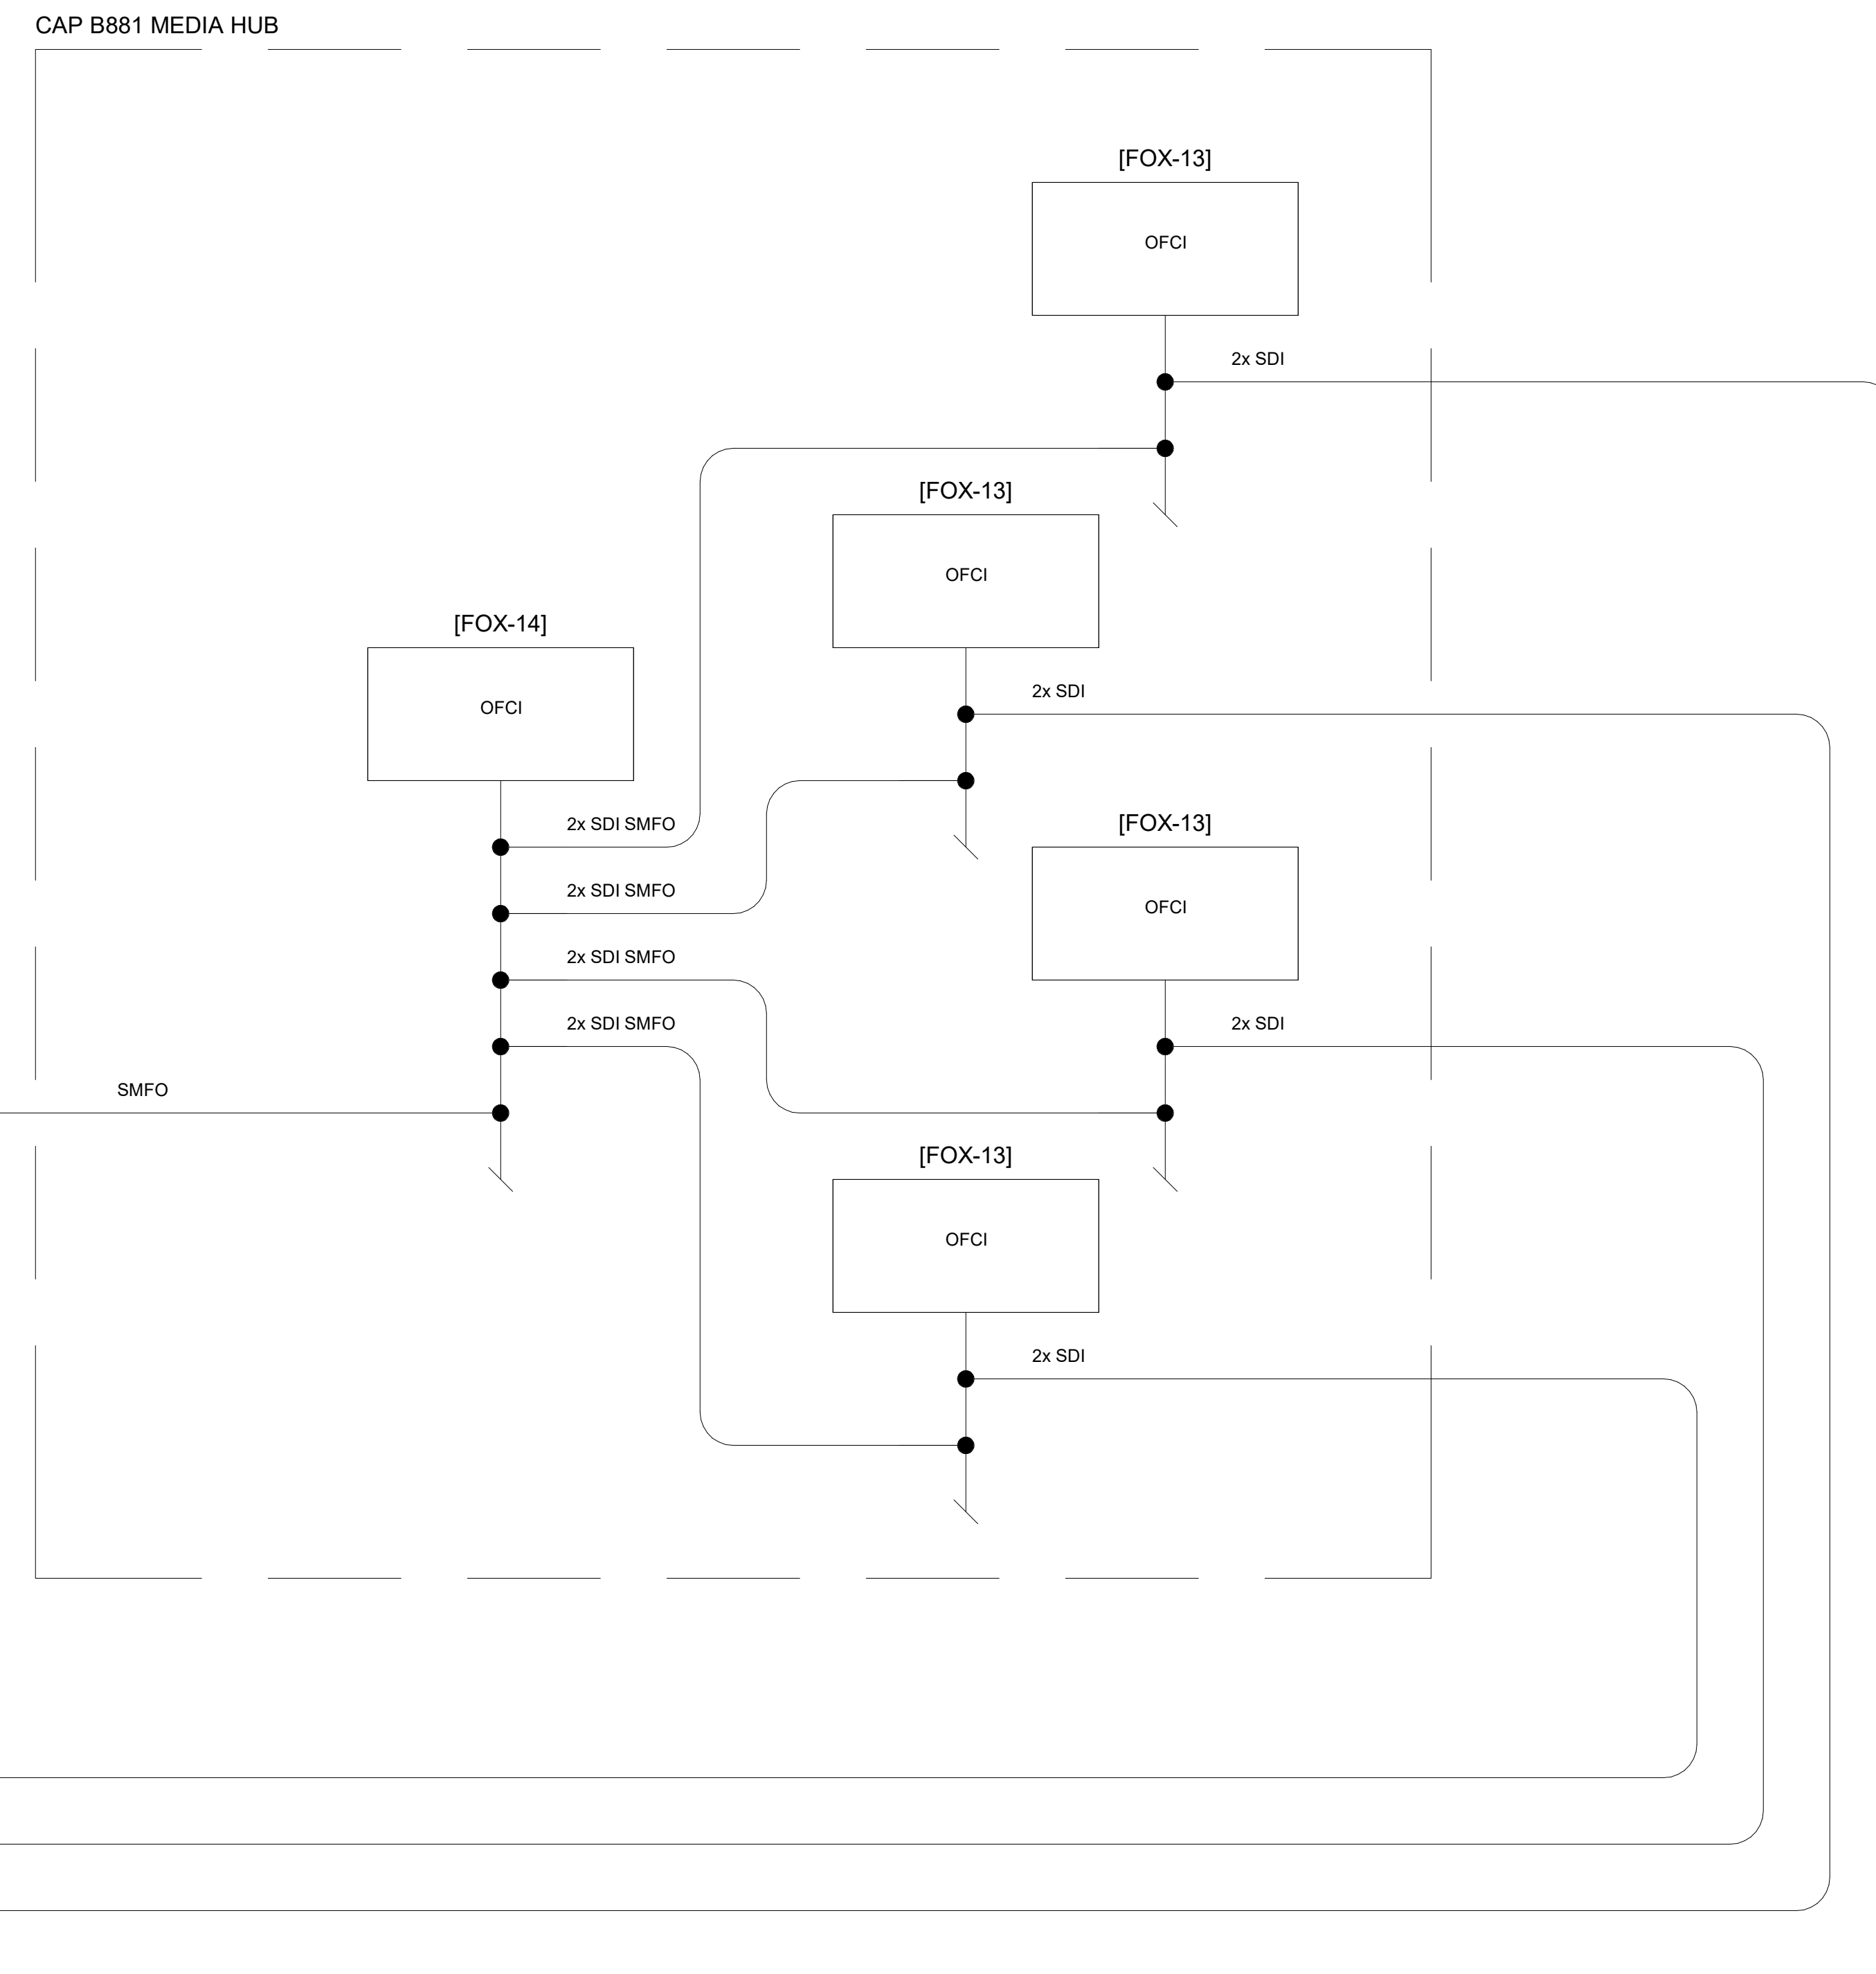 CAP B881 MEDIA HUB
[FOX-13]
OFCI
2x SDI
[FOX-13]
OFCI
2x SDI
[FOX-14]
OFCI
2x SDI SMFO
2x SDI SMFO
2x SDI SMFO
2x SDI SMFO
SMFO
[FOX-13]
OFCI
2x SDI
[FOX-13]
OFCI
2x SDI